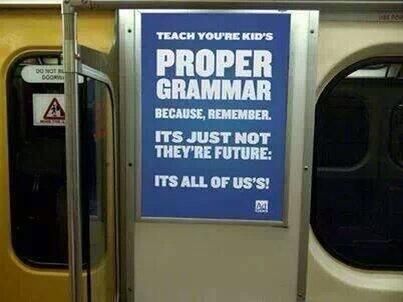 TEACH YOU'RE KID'S
PROPER
GRAMMAR
BECAUSE, REMEMBER.
ITS JUST NOT
THEY'RE FUTURE:
ITS ALL OF US'S!
DO NOT
Ad